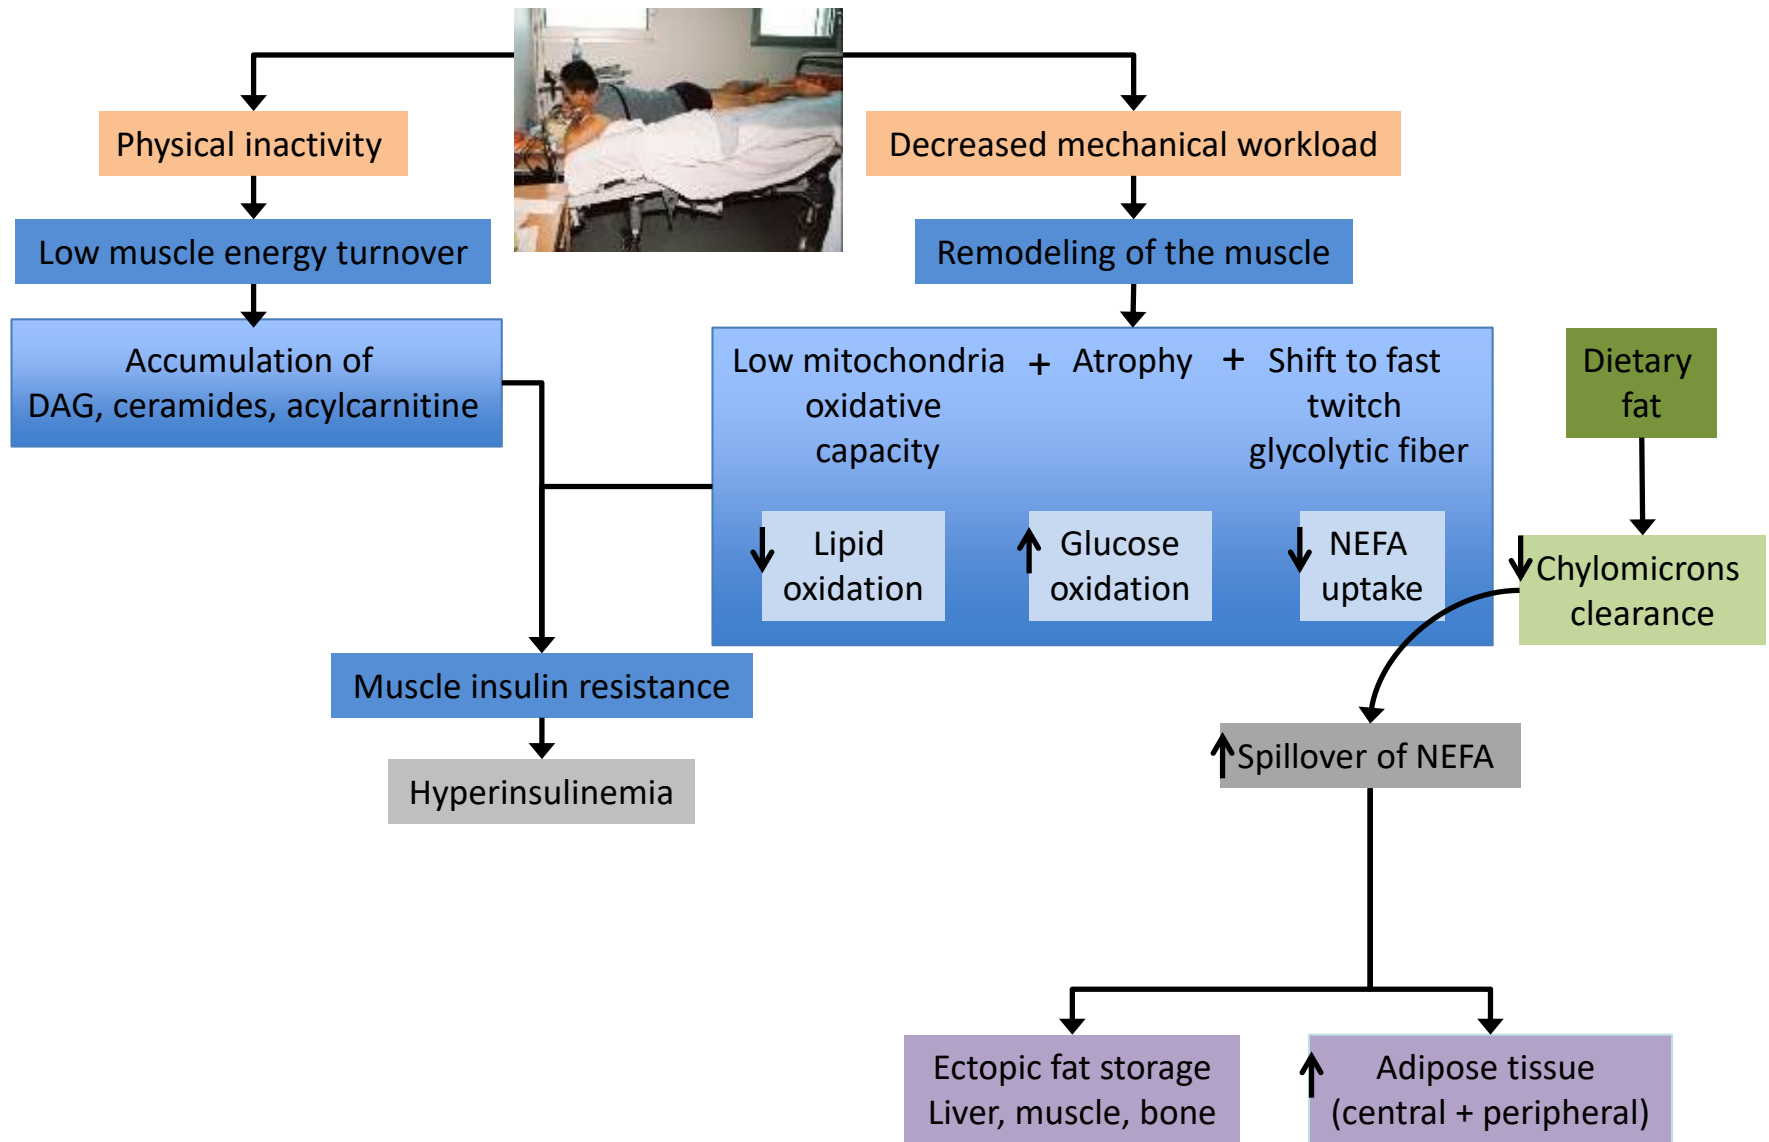 Physical inactivity
Decreased mechanical workload
Low muscle energy turnover
Remodeling of the muscle
Accumulation of
DAG, ceramides, acylcarnitine
Low mitochondria
oxidative
capacity
+
Atrophy
+
Shift to fast
twitch
glycolytic fiber
Dietary
fat
Lipid
oxidation
Glucose
oxidation
NEFA
uptake
Chylomicrons
clearance
Muscle insulin resistance
Spillover of NEFA
Hyperinsulinemia
Ectopic fat storage
Liver, muscle, bone
Adipose tissue
(central + peripheral)